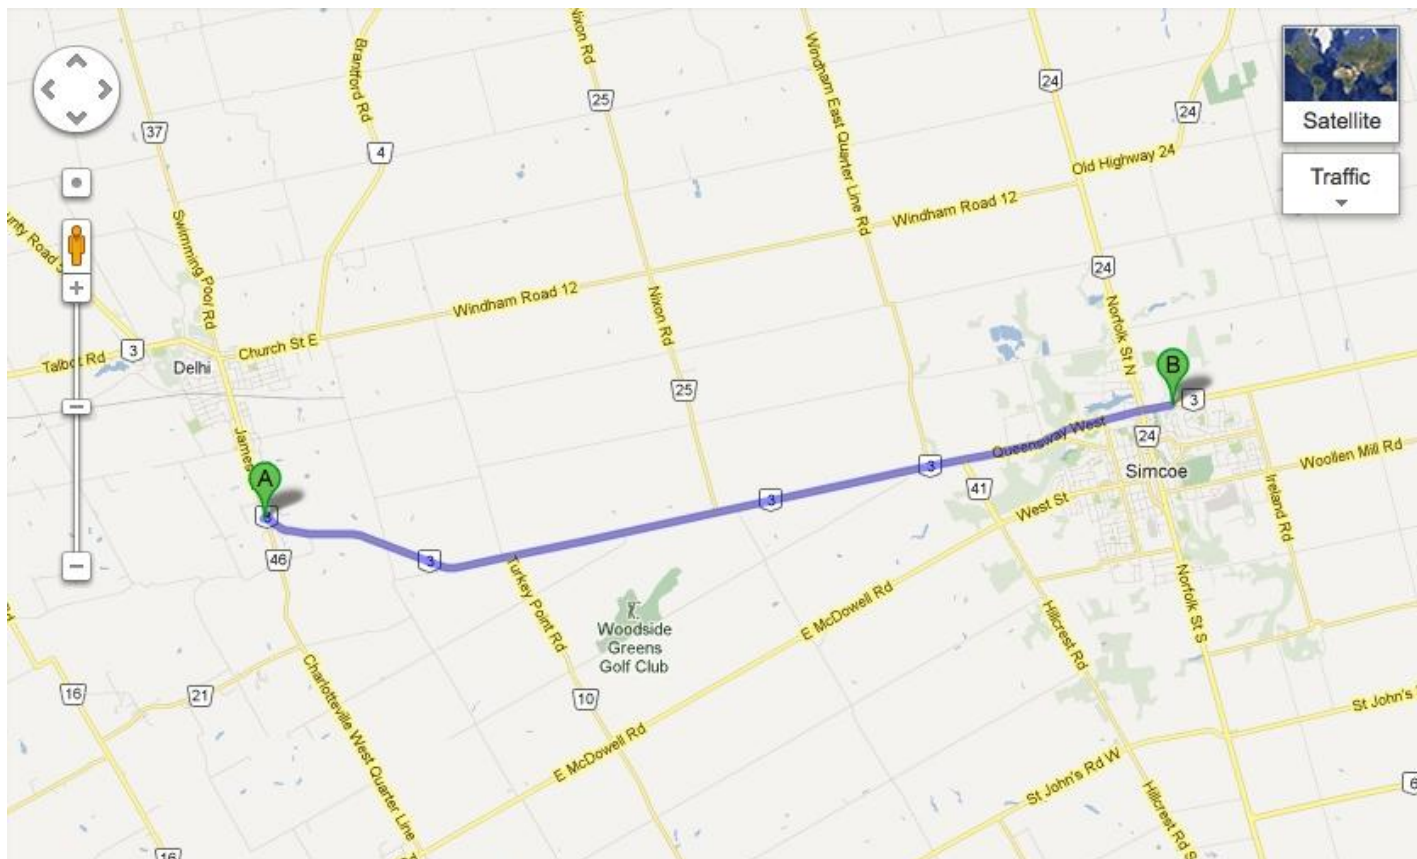 Nixon Rd
Brantford Rd
Windham East Quarter Line Rd
24
25
24
Satellite
37
4
Old Highway 24
Traffic
Swimming Pool Rd
Windham Road 12
24
Windham Road 12
Nixon Rd
Norfolk St N
3
Church St E
Talbot Rd
Delhi
B
25
3
James
24
Queensway West
3
Woollen Mill Rd
Simcoe
A
41
3
West St
Ireland Rd
3
46
3
Turkey Point Rd
E McDowell Rd
Norfolk St S
Woodside
Greens
Golf Club
Hillcrest Rd
16
21
10
Charlotteville West Quarter Line
St John's
E McDowell Rd
St John's Rd W
6
Hillcrest Rd S
16